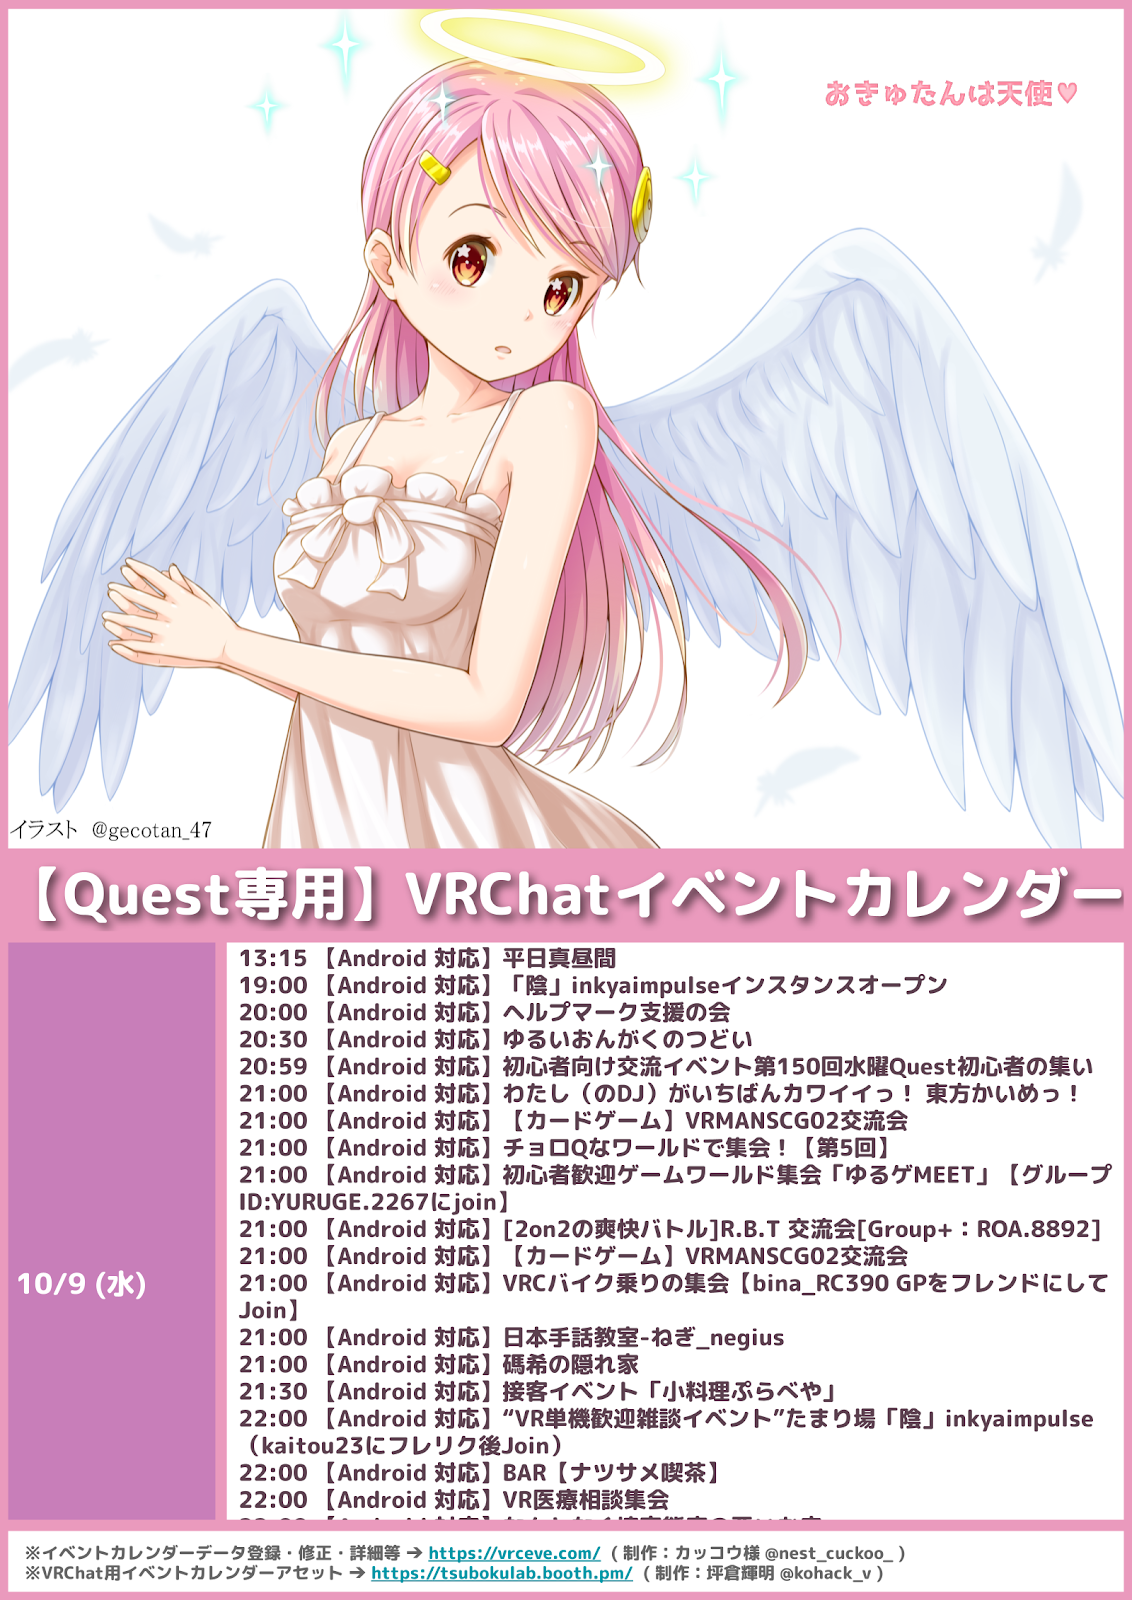 おきゅたんは天使♥
イラスト @gecotan_47
【Quest専用】VRChatイベントカレンダー
10/9 (水)
13:15 【Android 対応】平日真昼間
19:00 【Android 対応】「陰」inkyaimpulseインスタンスオープン
20:00 【Android 対応】ヘルプマーク支援の会
20:30 【Android 対応】ゆるいおんがくのつどい
20:59 【Android 対応】初心者向け交流イベント第150回水曜Quest初心者の集い
21:00 【Android 対応】わたし（のDJ）がいちばんカワイイっ！ 東方かいめっ！
21:00 【Android 対応】【カードゲーム】VRMANSCG02交流会
21:00 【Android 対応】チョロQなワールドで集会！【第5回】
21:00 【Android 対応】初心者歓迎ゲームワールド集会「ゆるゲMEET」【グループ
ID:YURUGE.2267にjoin】
21:00 【Android 対応】[2on2の爽快バトル]R.B.T 交流会[Group+：ROA.8892]
21:00 【Android 対応】【カードゲーム】VRMANSCG02交流会
21:00 【Android 対応】VRCバイク乗りの集会【bina_RC390 GPをフレンドにして
Join】
21:00 【Android 対応】日本手話教室-ねぎ_negius
21:00 【Android 対応】碼希の隠れ家
21:30 【Android 対応】接客イベント「小料理ぷらべや」
22:00 【Android 対応】“VR単機歓迎雑談イベント”たまり場「陰」inkyaimpulse
（kaitou23にフレリク後Join）
22:00 【Android 対応】BAR【ナツサメ喫茶】
22:00 【Android 対応】VR医療相談集会
※イベントカレンダーデータ登録・修正・詳細等 → https://vrceve.com/ （制作：カッコウ様 @nest_cuckoo_ ）
※VRChat用イベントカレンダーアセット → https://tsubokulab.booth.pm/ （制作：坪倉輝明 @kohack_v ）